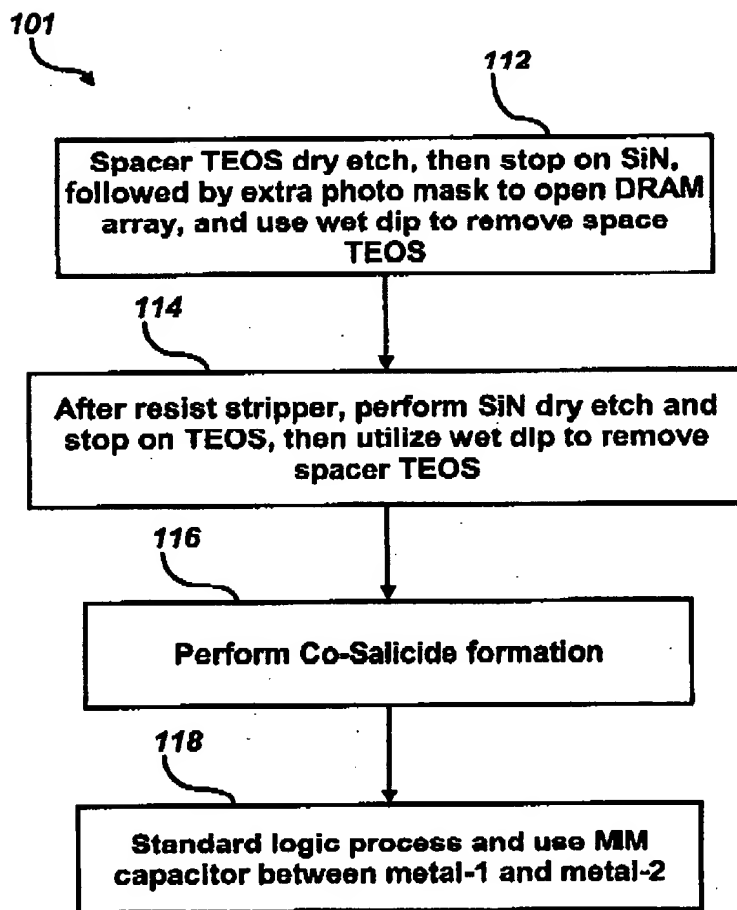 101
112
Spacer TEOS dry etch, then stop on SiN,
followed by extra photo mask to open DRAM
array, and use wet dip to remove space
TEOS
114
After resist stripper, perform SiN dry etch and
stop on TEOS, then utilize wet dip to remove
spacer TEOS
116
Perform Co-Salicide formation
118
Standard logic process and use MIM
capacitor between metal-1 and metal-2